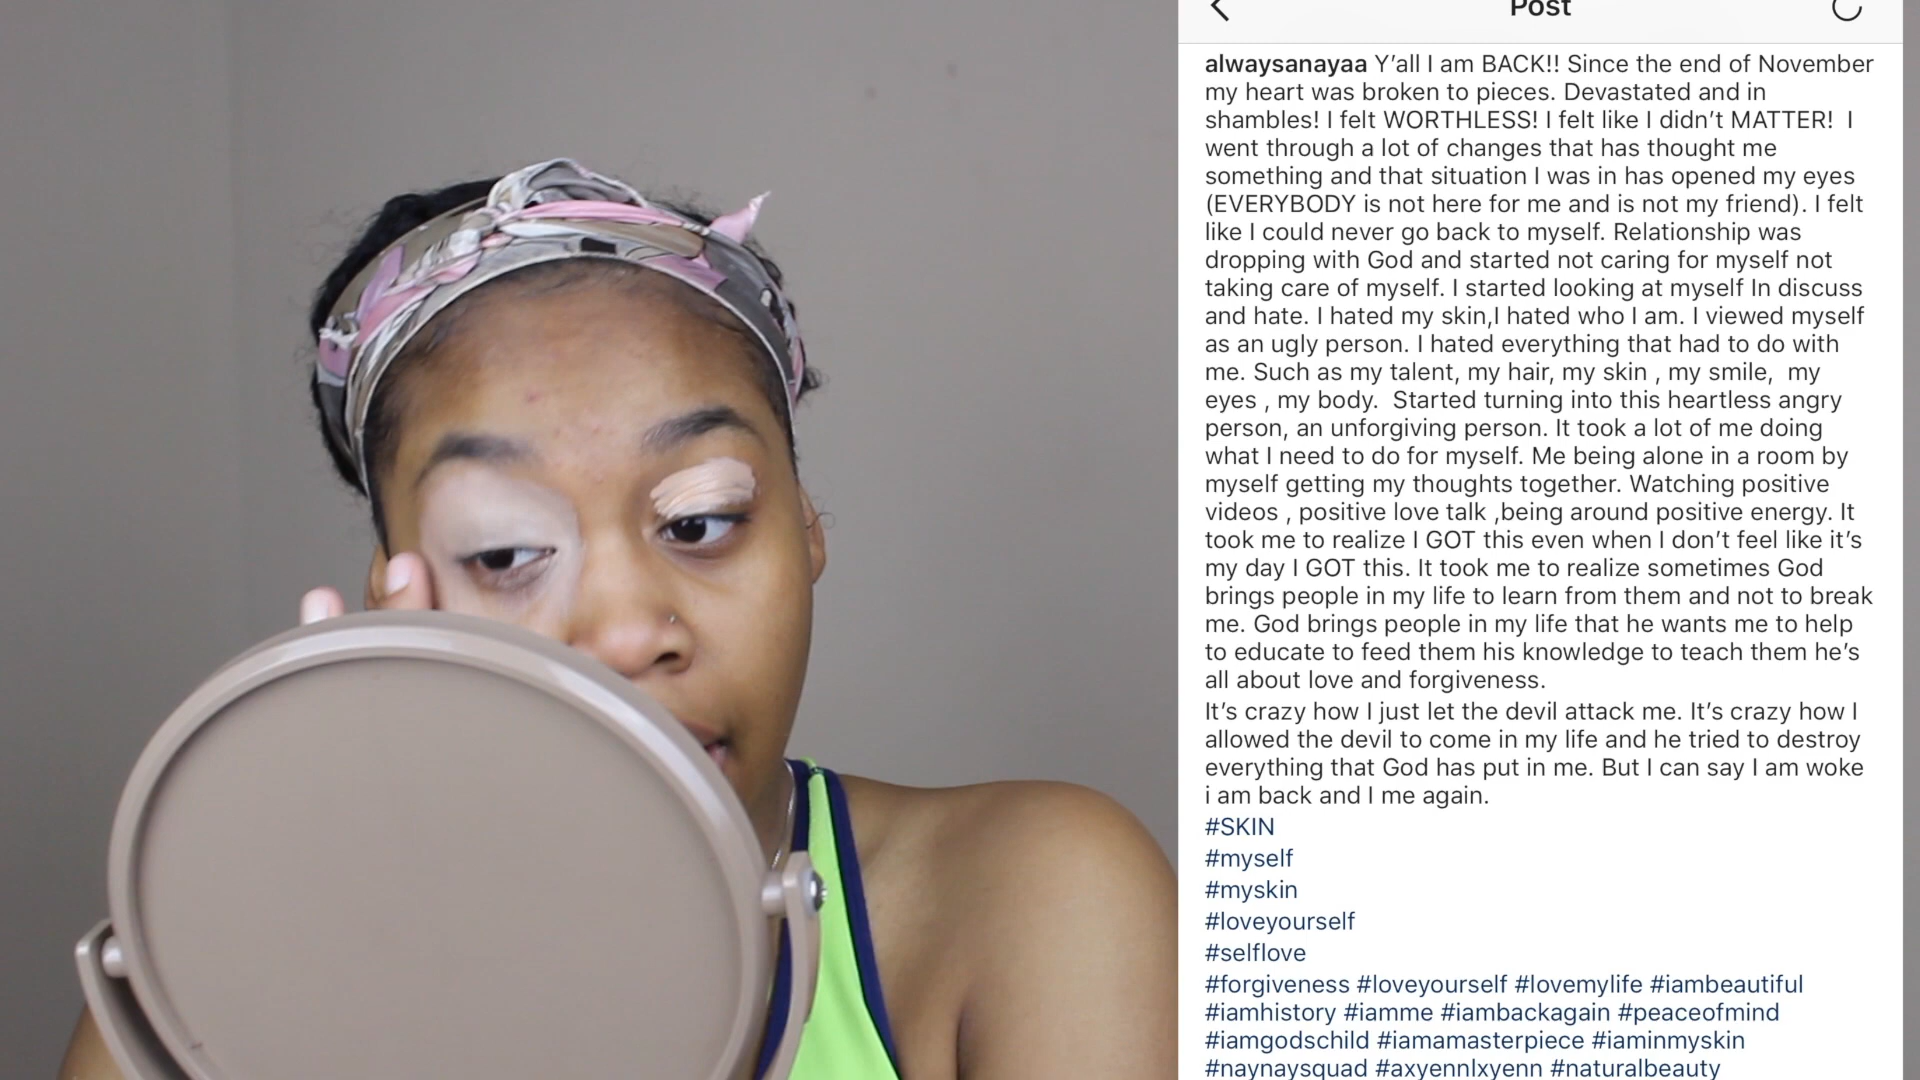 Post
alwaysanayaa Y’all I am BACK!! Since the end of November
my heart was broken to pieces. Devastated and in
shambles! I felt WORTHLESS! I felt like I didn’t MATTER!  I
went through a lot of changes that has thought me
something and that situation I was in has opened my eyes
(EVERYBODY is not here for me and is not my friend). I felt
like I could never go back to myself. Relationship was
dropping with God and started not caring for myself not
taking care of myself. I started looking at myself In discuss
and hate. I hated my skin,I hated who I am. I viewed myself
as an ugly person. I hated everything that had to do with
me. Such as my talent, my hair, my skin , my smile,  my
eyes , my body.  Started turning into this heartless angry
person, an unforgiving person. It took a lot of me doing
what I need to do for myself. Me being alone in a room by
myself getting my thoughts together. Watching positive
videos , positive love talk ,being around positive energy. It
took me to realize I GOT this even when I don’t feel like it’s
my day I GOT this. It took me to realize sometimes God
brings people in my life to learn from them and not to break
me. God brings people in my life that he wants me to help
to educate to feed them his knowledge to teach them he’s
all about love and forgiveness.
It’s crazy how I just let the devil attack me. It’s crazy how I
allowed the devil to come in my life and he tried to destroy
everything that God has put in me. But I can say I am woke
i am back and I me again.
#SKIN
#myself
#myskin
#loveyourself
#selflove
#forgiveness #loveyourself #lovemylife #iambeautiful
#iamhistory #iamme #iambackagain #peaceofmind
#iamgodschild #iamamasterpiece #iaminmyskin
#naynaysquad #axyennlxyenn #naturalbeauty